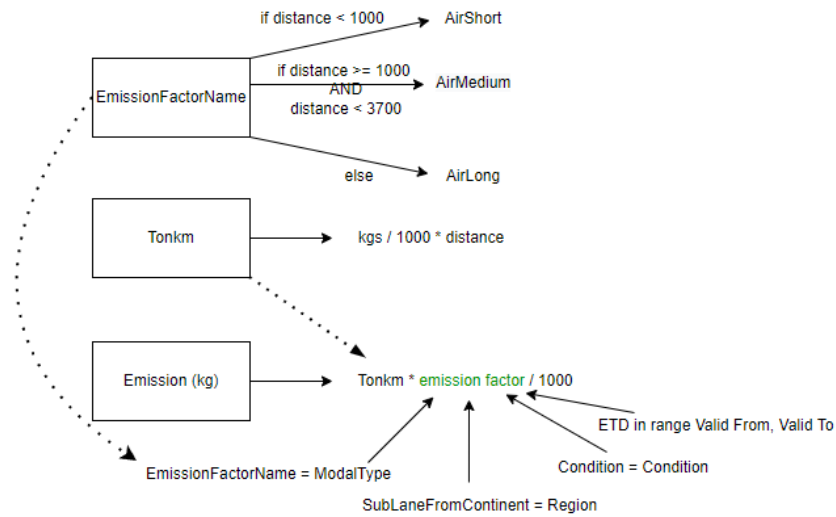 if distance < 1000
AirShort
EmissionFactorName
if distance >= 1000
AND
distance < 3700
AirMedium
else
AirLong
Tonkm
kgs / 1000 * distance
Emission (kg)
Tonkm * emission factor / 1000
ETD in range Valid From, Valid To
Condition = Condition
EmissionFactorName = ModalType
SubLaneFromContinent = Region